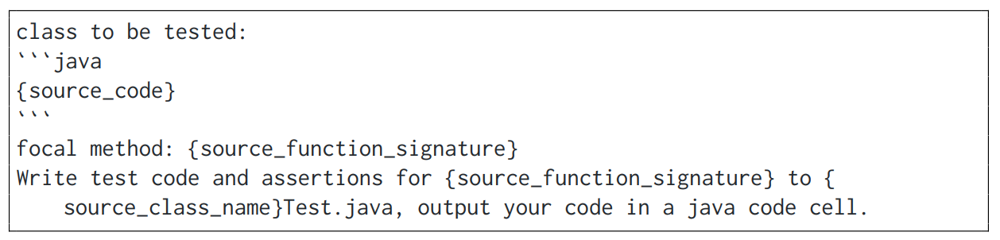 class to be tested:
```java
{source_code}
```
focal method: {source_function_signature}
Write test code and assertions for {source_function_signature} to {
source_class_name}Test.java, output your code in a java code cell.